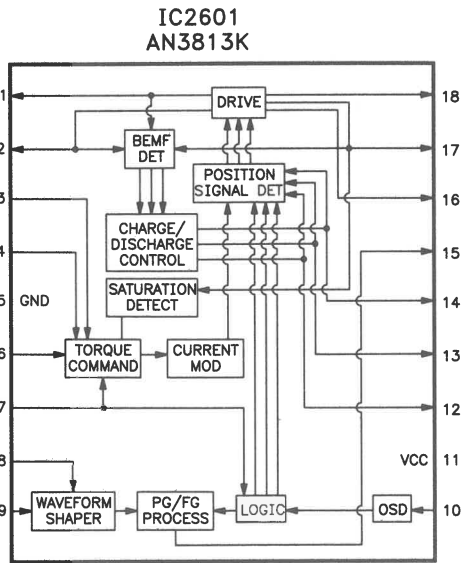 IC2601
AN3813K
1
DRIVE
18
2
BEMF
DET
17
3
POSITION
SIGNAL DET
16
CHARGE/
DISCHARGE
CONTROL
4
15
5
GND
SATURATION
DETECT
14
6
TORQUE
COMMAND
CURRENT
MOD
13
7
12
8
VCC
11
9
WAVEFORM
SHAPER
PG/FG
PROCESS
LOGIC
OSD
10